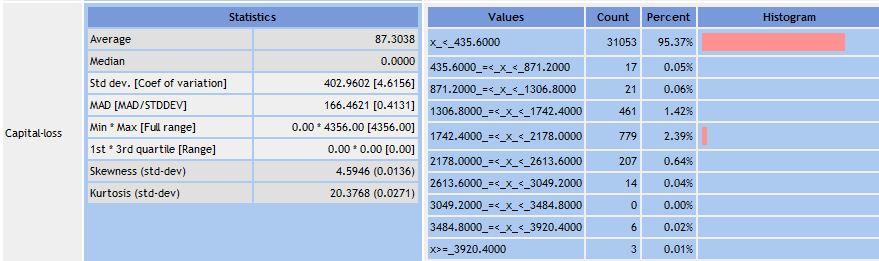 Capital-loss
Statistics
Average 87.3038
Median 0.0000
Std dev. [Coef of variation] 402.9602 [4.6156]
MAD [MAD/STDDEV] 166.4621 [0.4131]
Min * Max [Full range] 0.00 * 4356.00 [4356.00]
1st * 3rd quartile [Range] 0.00 * 0.00 [0.00]
Skewness (std-dev) 4.5946 (0.0136)
Kurtosis (std-dev) 20.3768 (0.0271)
Values Count Percent Histogram
x_<_435.6000 31053 95.37%
435.6000_=<_x_<_871.2000 17 0.05%
871.2000_=<_x_<_1306.8000 21 0.06%
1306.8000_=<_x_<_1742.4000 461 1.42%
1742.4000_=<_x_<_2178.0000 779 2.39%
2178.0000_=<_x_<_2613.6000 207 0.64%
2613.6000_=<_x_<_3049.2000 14 0.04%
3049.2000_=<_x_<_3484.8000 0 0.00%
3484.8000_=<_x_<_3920.4000 6 0.02%
x>=_3920.4000 3 0.01%